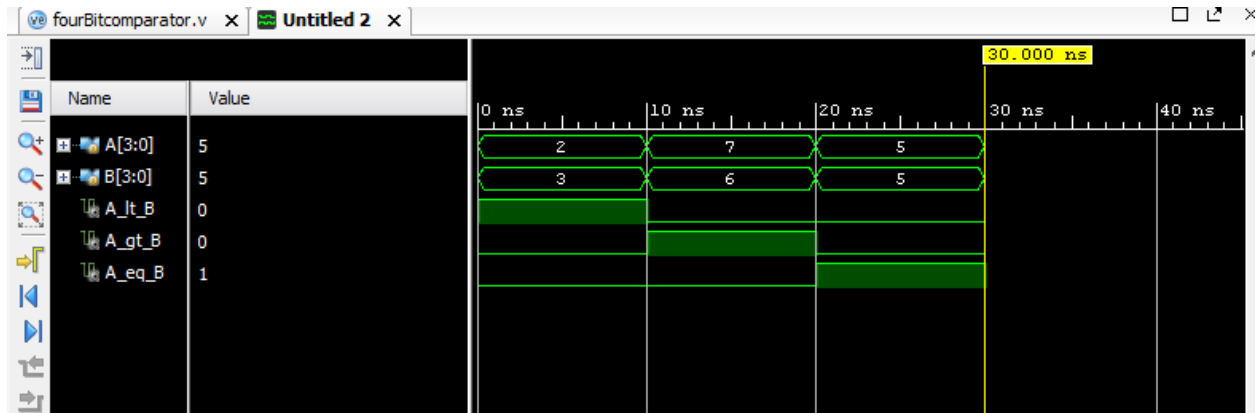 fourBitcomparator.v × Untitled 2 ×
30.000 ns
Name Value
0 ns 10 ns 20 ns 30 ns 40 ns
A[3:0] 5 2 7 5
B[3:0] 5 3 6 5
A_lt_B 0
A_gt_B 0
A_eq_B 1